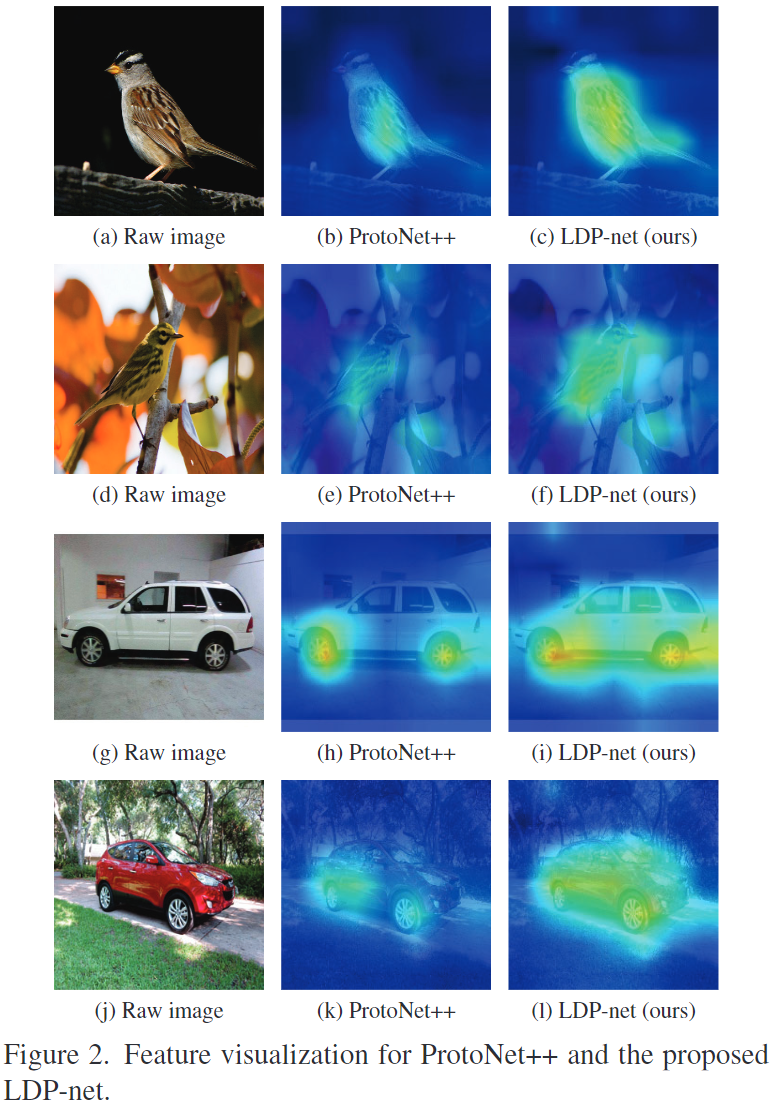 (a) Raw image
(b) ProtoNet++
(c) LDP-net (ours)
(d) Raw image
(e) ProtoNet++
(f) LDP-net (ours)
(g) Raw image
(h) ProtoNet++
(i) LDP-net (ours)
(j) Raw image
(k) ProtoNet++
(l) LDP-net (ours)
Figure 2. Feature visualization for ProtoNet++ and the proposed
LDP-net.